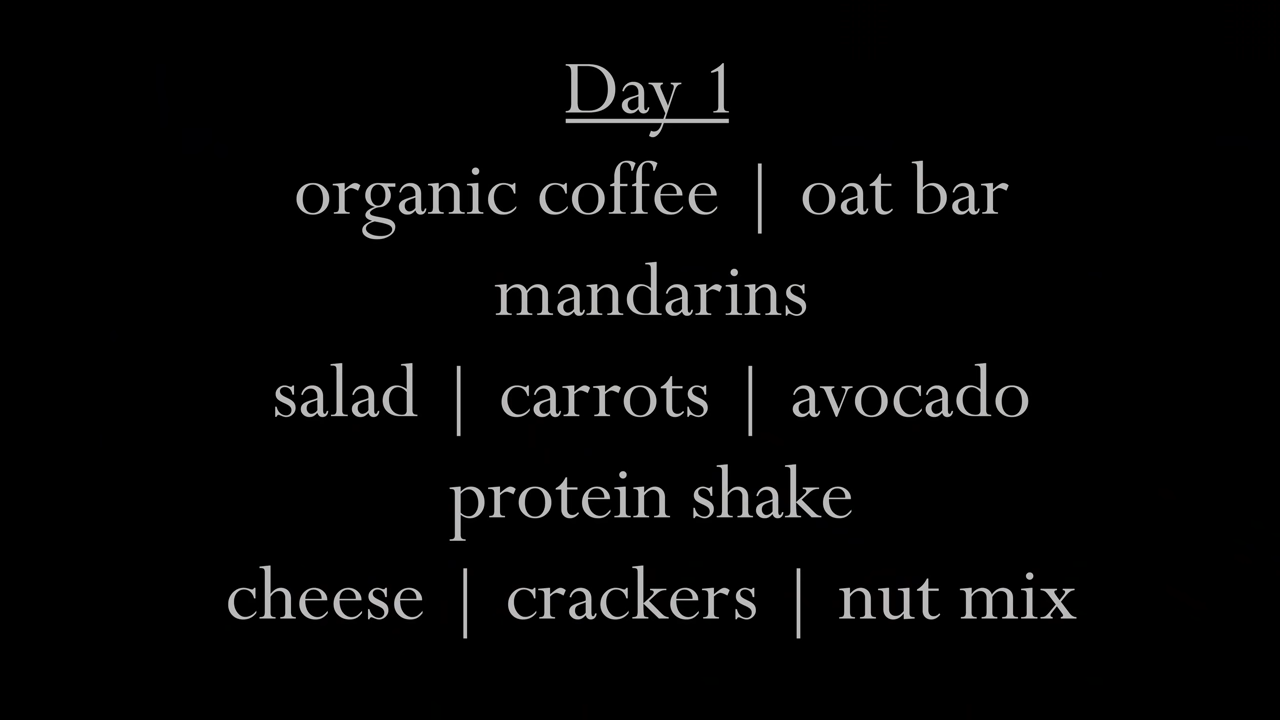 Day 1
organic coffee | oat bar
mandarins
salad | carrots | avocado
protein shake
cheese | crackers | nut mix